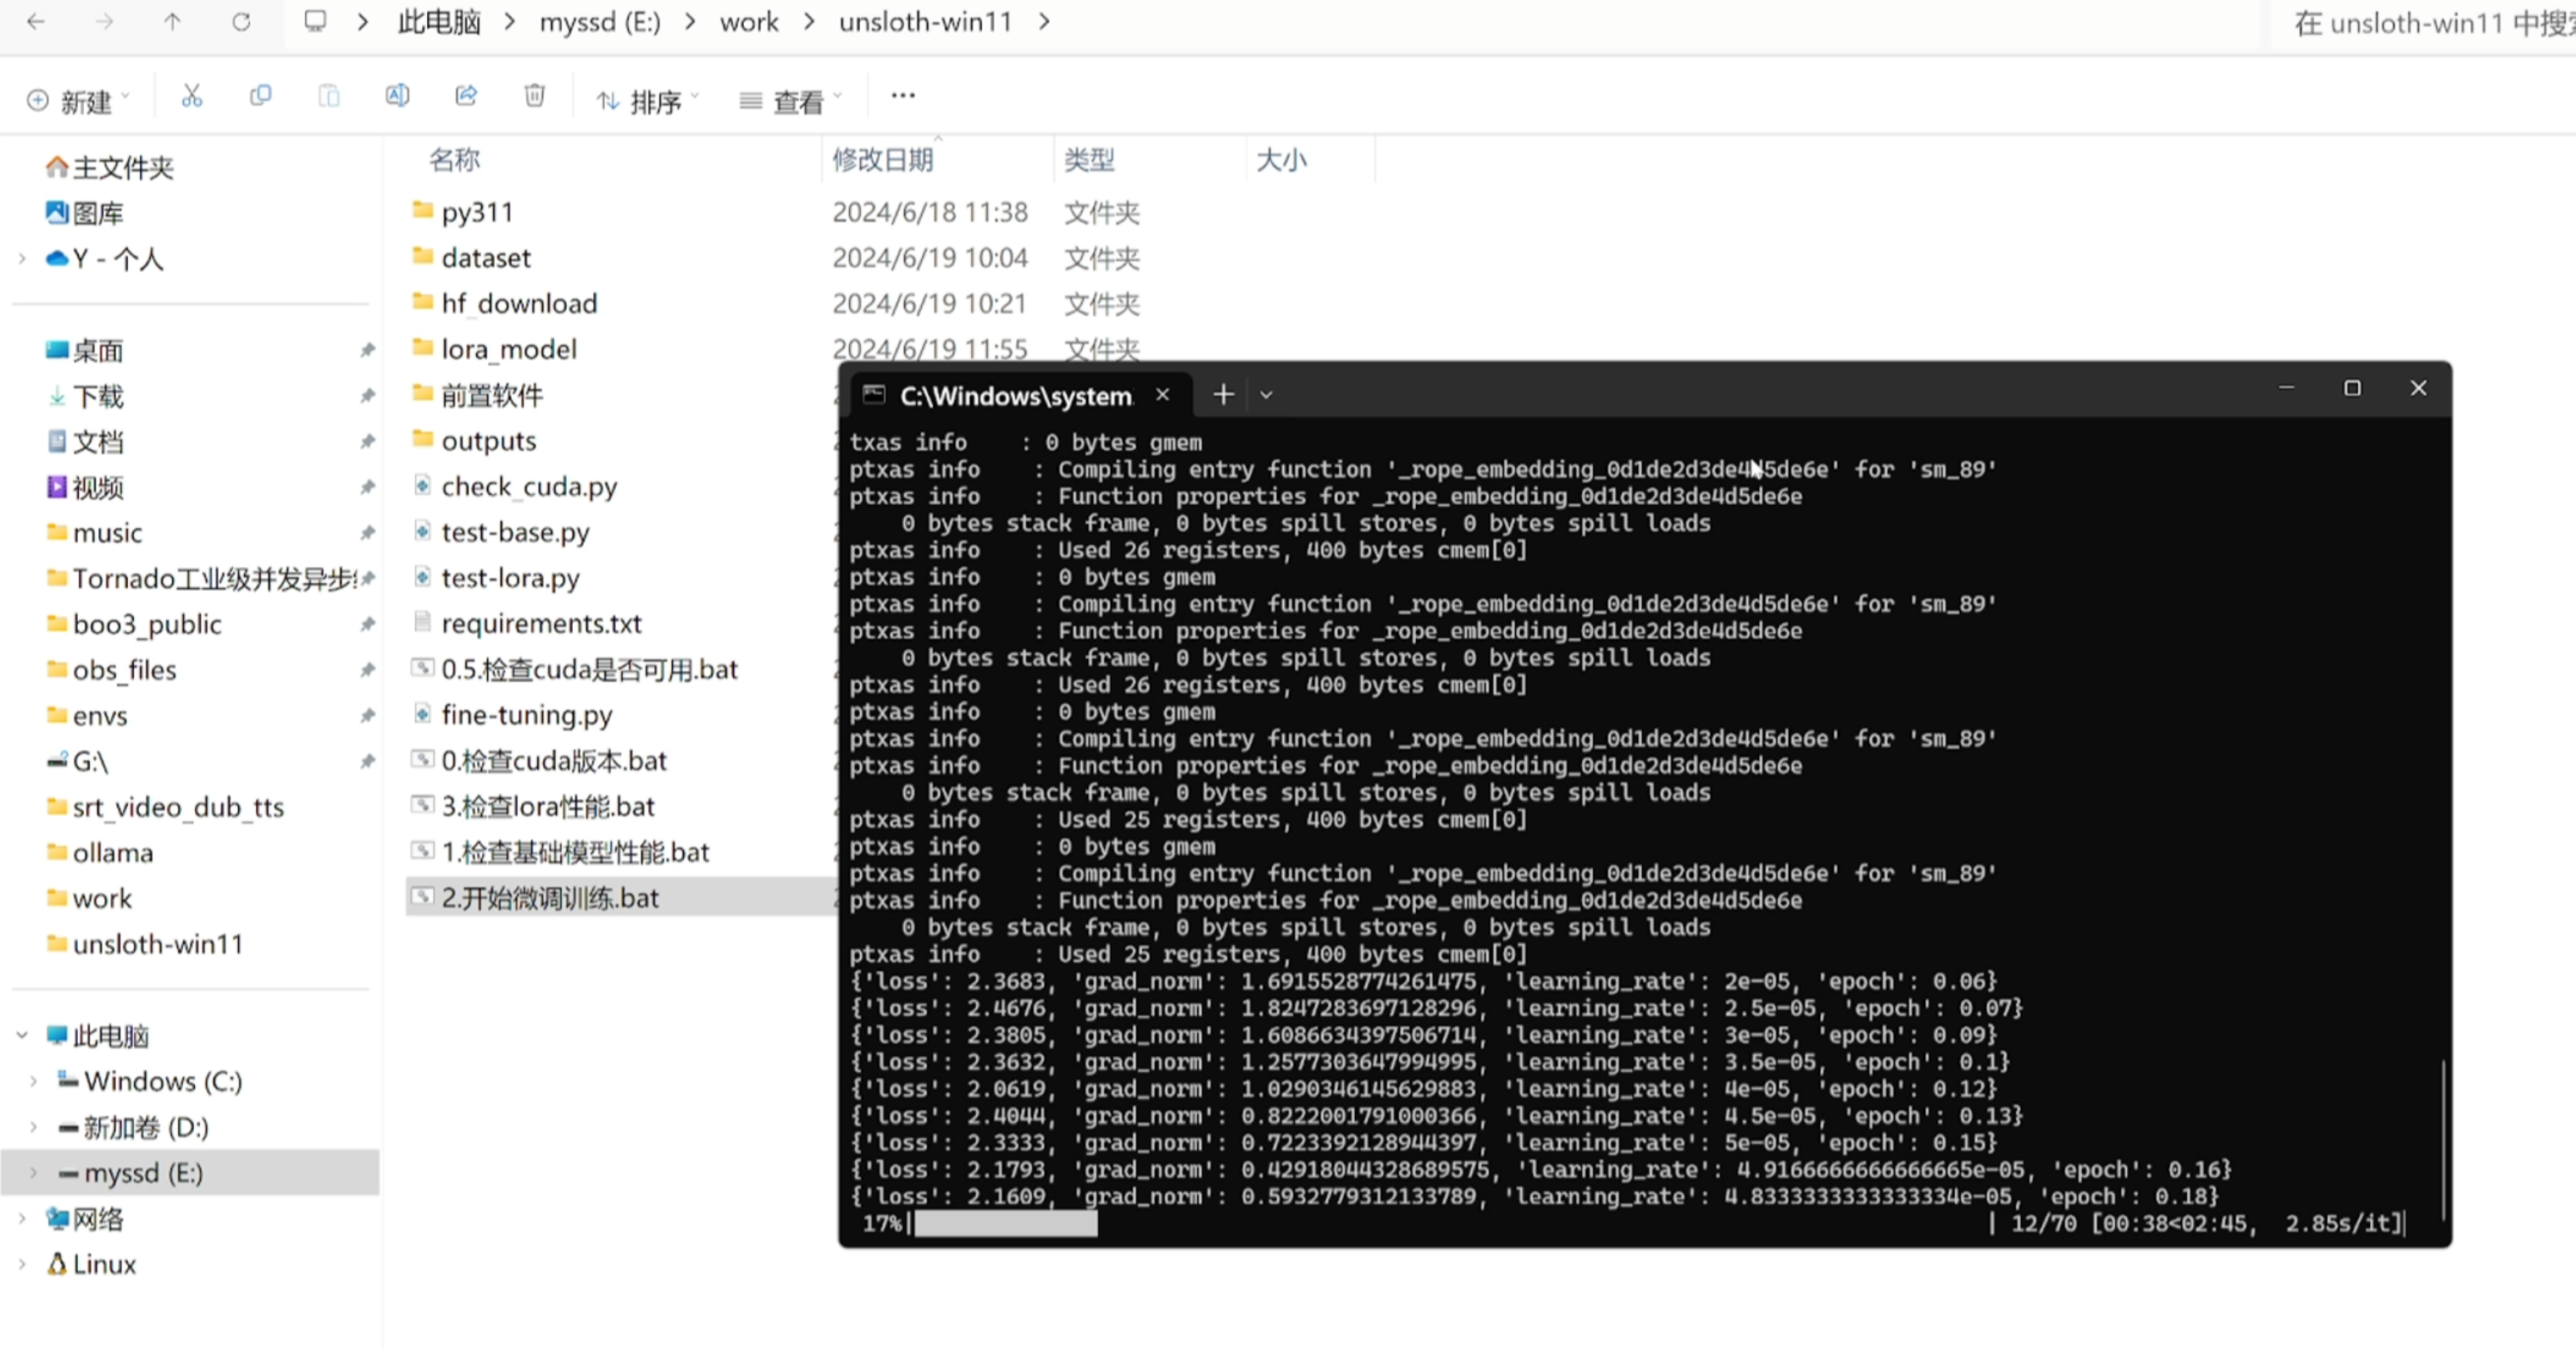 此电脑 > myssd (E:) > work > unsloth-win11 >
在 unsloth-win11 中搜索
新建 排序 查看 ...
主文件夹
图库
Y - 个人
桌面
下载
文档
视频
music
Tornado工业级并发异步
boo3_public
obs_files
envs
G:\
srt_video_dub_tts
ollama
work
unsloth-win11
此电脑
Windows (C:)
新加卷 (D:)
myssd (E:)
网络
Linux
名称 修改日期 类型 大小
py311 2024/6/18 11:38 文件夹
dataset 2024/6/19 10:04 文件夹
hf_download 2024/6/19 10:21 文件夹
lora_model 2024/6/19 11:55 文件夹
前置软件
outputs
check_cuda.py
test-base.py
test-lora.py
requirements.txt
0.5.检查cuda是否可用.bat
fine-tuning.py
0.检查cuda版本.bat
3.检查lora性能.bat
1.检查基础模型性能.bat
2.开始微调训练.bat
C:\Windows\system
txas info    : 0 bytes gmem
ptxas info    : Compiling entry function '_rope_embedding_0d1de2d3de4d5de6e' for 'sm_89'
ptxas info    : Function properties for _rope_embedding_0d1de2d3de4d5de6e
    0 bytes stack frame, 0 bytes spill stores, 0 bytes spill loads
ptxas info    : Used 26 registers, 400 bytes cmem[0]
ptxas info    : 0 bytes gmem
ptxas info    : Compiling entry function '_rope_embedding_0d1de2d3de4d5de6e' for 'sm_89'
ptxas info    : Function properties for _rope_embedding_0d1de2d3de4d5de6e
    0 bytes stack frame, 0 bytes spill stores, 0 bytes spill loads
ptxas info    : Used 26 registers, 400 bytes cmem[0]
ptxas info    : 0 bytes gmem
ptxas info    : Compiling entry function '_rope_embedding_0d1de2d3de4d5de6e' for 'sm_89'
ptxas info    : Function properties for _rope_embedding_0d1de2d3de4d5de6e
    0 bytes stack frame, 0 bytes spill stores, 0 bytes spill loads
ptxas info    : Used 25 registers, 400 bytes cmem[0]
ptxas info    : 0 bytes gmem
ptxas info    : Compiling entry function '_rope_embedding_0d1de2d3de4d5de6e' for 'sm_89'
ptxas info    : Function properties for _rope_embedding_0d1de2d3de4d5de6e
    0 bytes stack frame, 0 bytes spill stores, 0 bytes spill loads
ptxas info    : Used 25 registers, 400 bytes cmem[0]
{'loss': 2.3683, 'grad_norm': 1.6915528774261475, 'learning_rate': 2e-05, 'epoch': 0.06}
{'loss': 2.4676, 'grad_norm': 1.8247283697128296, 'learning_rate': 2.5e-05, 'epoch': 0.07}
{'loss': 2.3805, 'grad_norm': 1.6086634397506714, 'learning_rate': 3e-05, 'epoch': 0.09}
{'loss': 2.3632, 'grad_norm': 1.2577303647994995, 'learning_rate': 3.5e-05, 'epoch': 0.1}
{'loss': 2.0619, 'grad_norm': 1.0290346145629883, 'learning_rate': 4e-05, 'epoch': 0.12}
{'loss': 2.4044, 'grad_norm': 0.8222001791000366, 'learning_rate': 4.5e-05, 'epoch': 0.13}
{'loss': 2.3333, 'grad_norm': 0.7223392128944397, 'learning_rate': 5e-05, 'epoch': 0.15}
{'loss': 2.1793, 'grad_norm': 0.42918044328689575, 'learning_rate': 4.9166666666666665e-05, 'epoch': 0.16}
{'loss': 2.1609, 'grad_norm': 0.5932779312133789, 'learning_rate': 4.8333333333333334e-05, 'epoch': 0.18}
17%| | 12/70 [00:38<02:45,  2.85s/it]